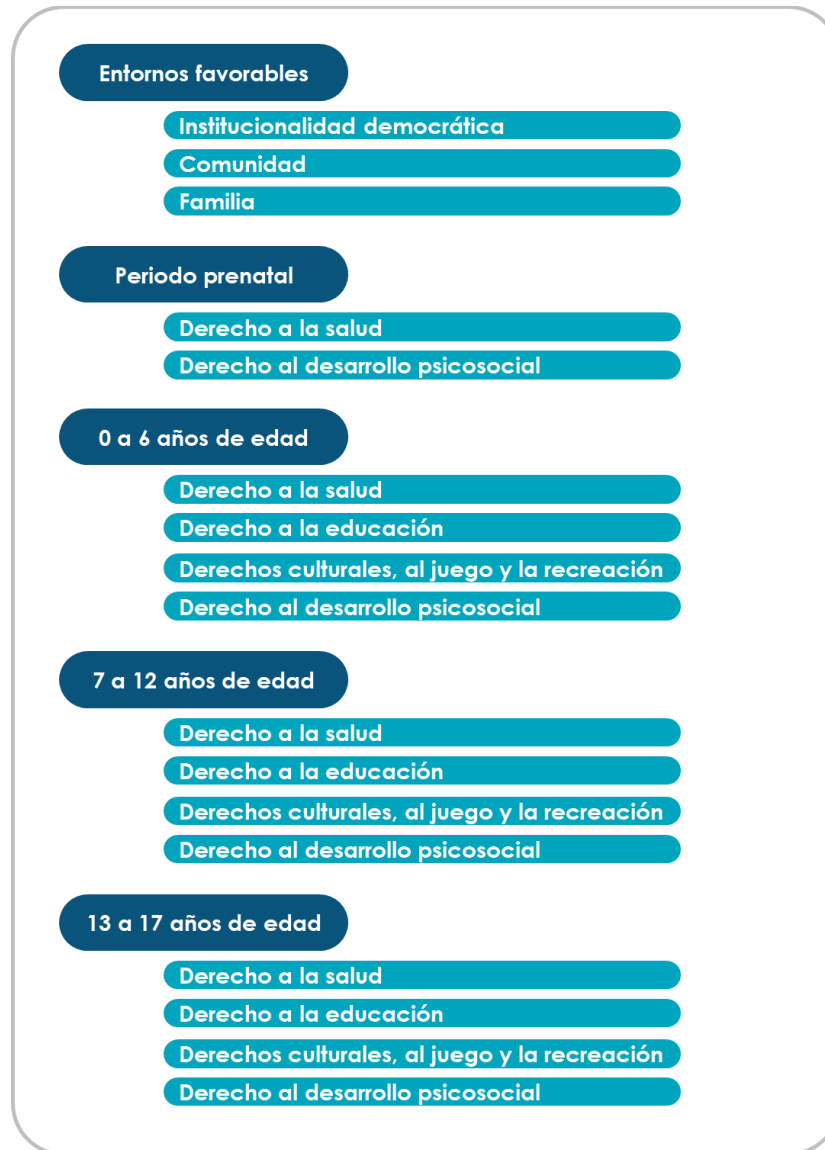 Entornos favorables
Institucionalidad democrática
Comunidad
Familia
Periodo prenatal
Derecho a la salud
Derecho al desarrollo psicosocial
0 a 6 años de edad
Derecho a la salud
Derecho a la educación
Derechos culturales, al juego y la recreación
Derecho al desarrollo psicosocial
7 a 12 años de edad
Derecho a la salud
Derecho a la educación
Derechos culturales, al juego y la recreación
Derecho al desarrollo psicosocial
13 a 17 años de edad
Derecho a la salud
Derecho a la educación
Derechos culturales, al juego y la recreación
Derecho al desarrollo psicosocial